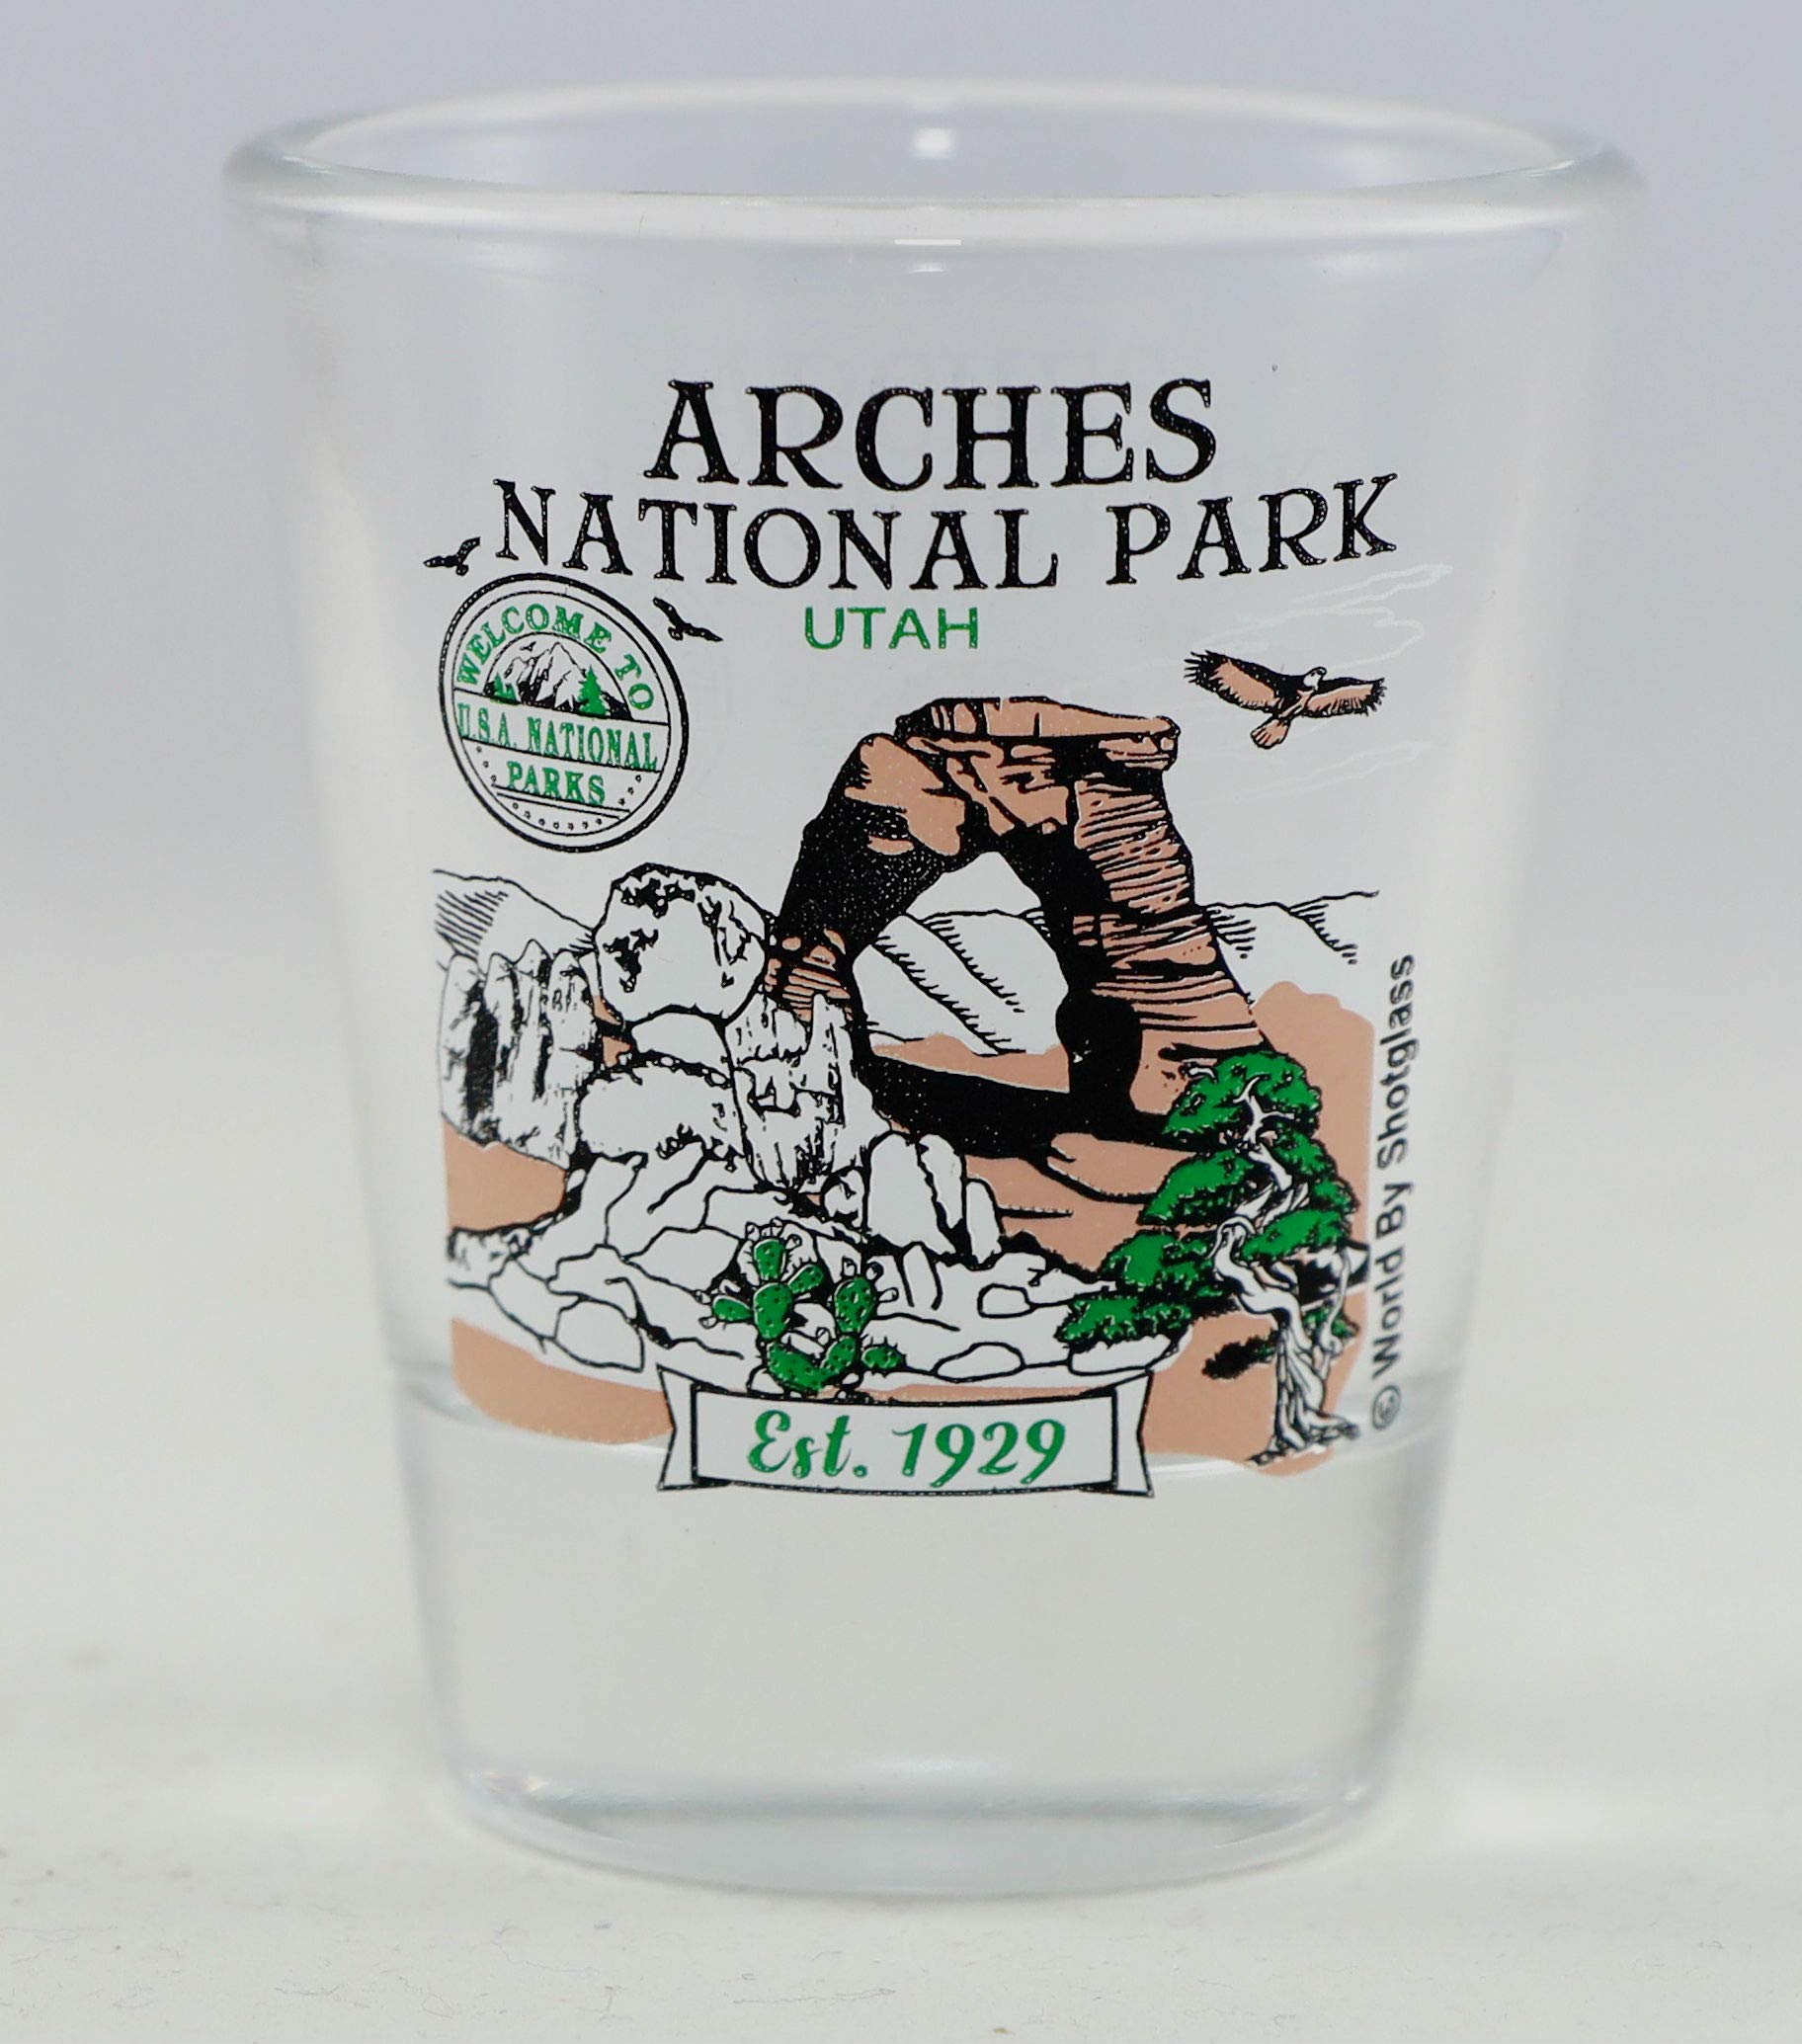 ARCHES
NATIONAL PARK
UTAH
WELCOME TO
U.S.A. NATIONAL
PARKS
Est. 1929
© World By Shotglass